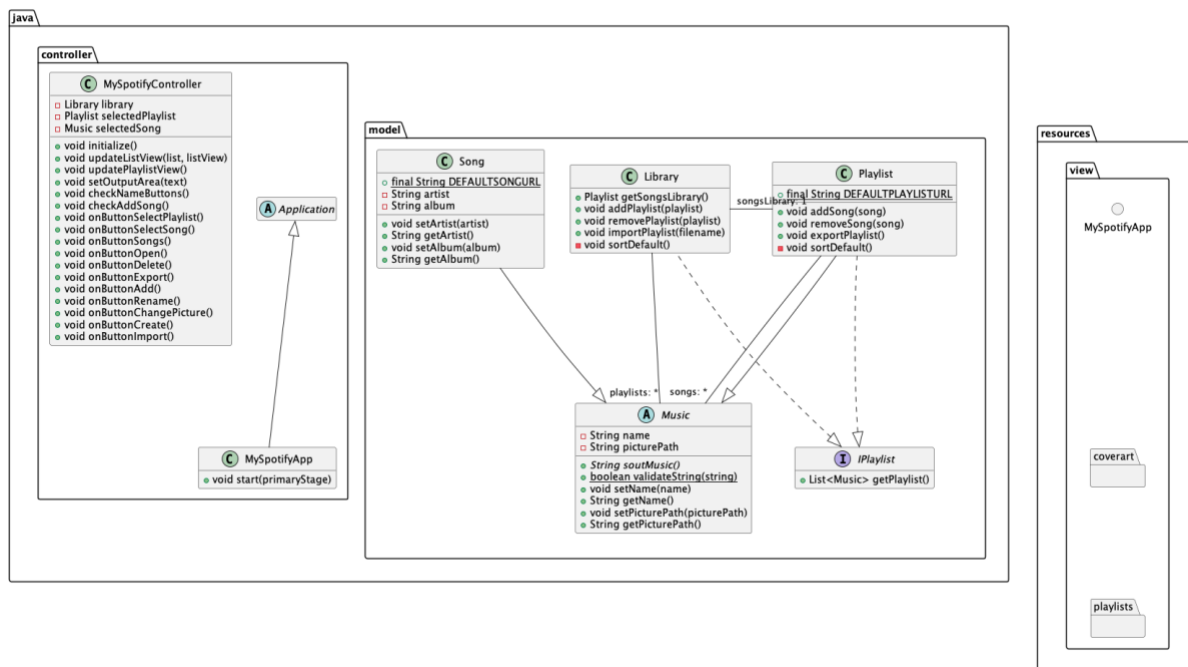 java
controller
C MySpotifyController
Library library
Playlist selectedPlaylist
Music selectedSong
void initialize()
void updateListView(list, listView)
void updatePlaylistView()
void setOutputArea(text)
void checkNameButtons()
void checkAddSong()
void onButtonSelectPlaylist()
void onButtonSelectSong()
void onButtonSongs()
void onButtonOpen()
void onButtonDelete()
void onButtonExport()
void onButtonAdd()
void onButtonRename()
void onButtonChangePicture()
void onButtonCreate()
void onButtonImport()
A Application
C MySpotifyApp
void start(primaryStage)
model
C Song
final String DEFAULTSONGURL
String artist
String album
void setArtist(artist)
String getArtist()
void setAlbum(album)
String getAlbum()
C Library
Playlist getSongsLibrary()
void addPlaylist(playlist)
void removePlaylist(playlist)
void importPlaylist(filename)
void sortDefault()
songsLibrary: 1
C Playlist
final String DEFAULTPLAYLISTURL
void addSong(song)
void removeSong(song)
void exportPlaylist()
void sortDefault()
playlists: *
songs: *
A Music
String name
String picturePath
String soutMusic()
boolean validateString(string)
void setName(name)
String getName()
void setPicturePath(picturePath)
String getPicturePath()
I IPlaylist
List<Music> getPlaylist()
resources
view
MySpotifyApp
coverart
playlists